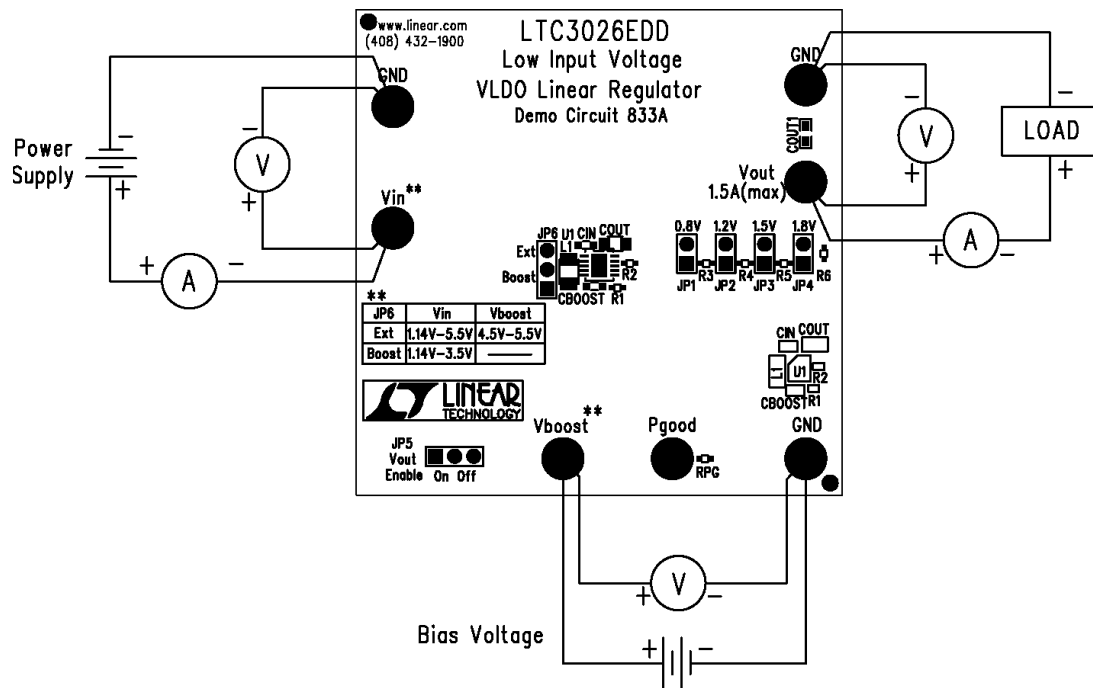 www.linear.com
(408) 432-1900
LTC3026EDD
Low Input Voltage
VLDO Linear Regulator
Demo Circuit 833A
GND
GND
Power
Supply
-
+
-
V
+
Vin**
+
A
-
COUT1
Vout
1.5A(max)
-
V
+
-
LOAD
+
+
A
-
JP6
U1
L1
CIN
COUT
Ext
Boost
R2
CBOOST
R1
0.8V
1.2V
1.5V
1.8V
R3
R4
R5
R6
JP1
JP2
JP3
JP4
**
JP6 Vin Vboost
Ext 1.14V-5.5V 4.5V-5.5V
Boost 1.14V-3.5V ———
CIN
COUT
L1
U1
R2
CBOOST
R1
LINEAR
TECHNOLOGY
JP5
Vout
Enable
On Off
Vboost**
Pgood
RPG
GND
+
V
-
Bias Voltage
+
-